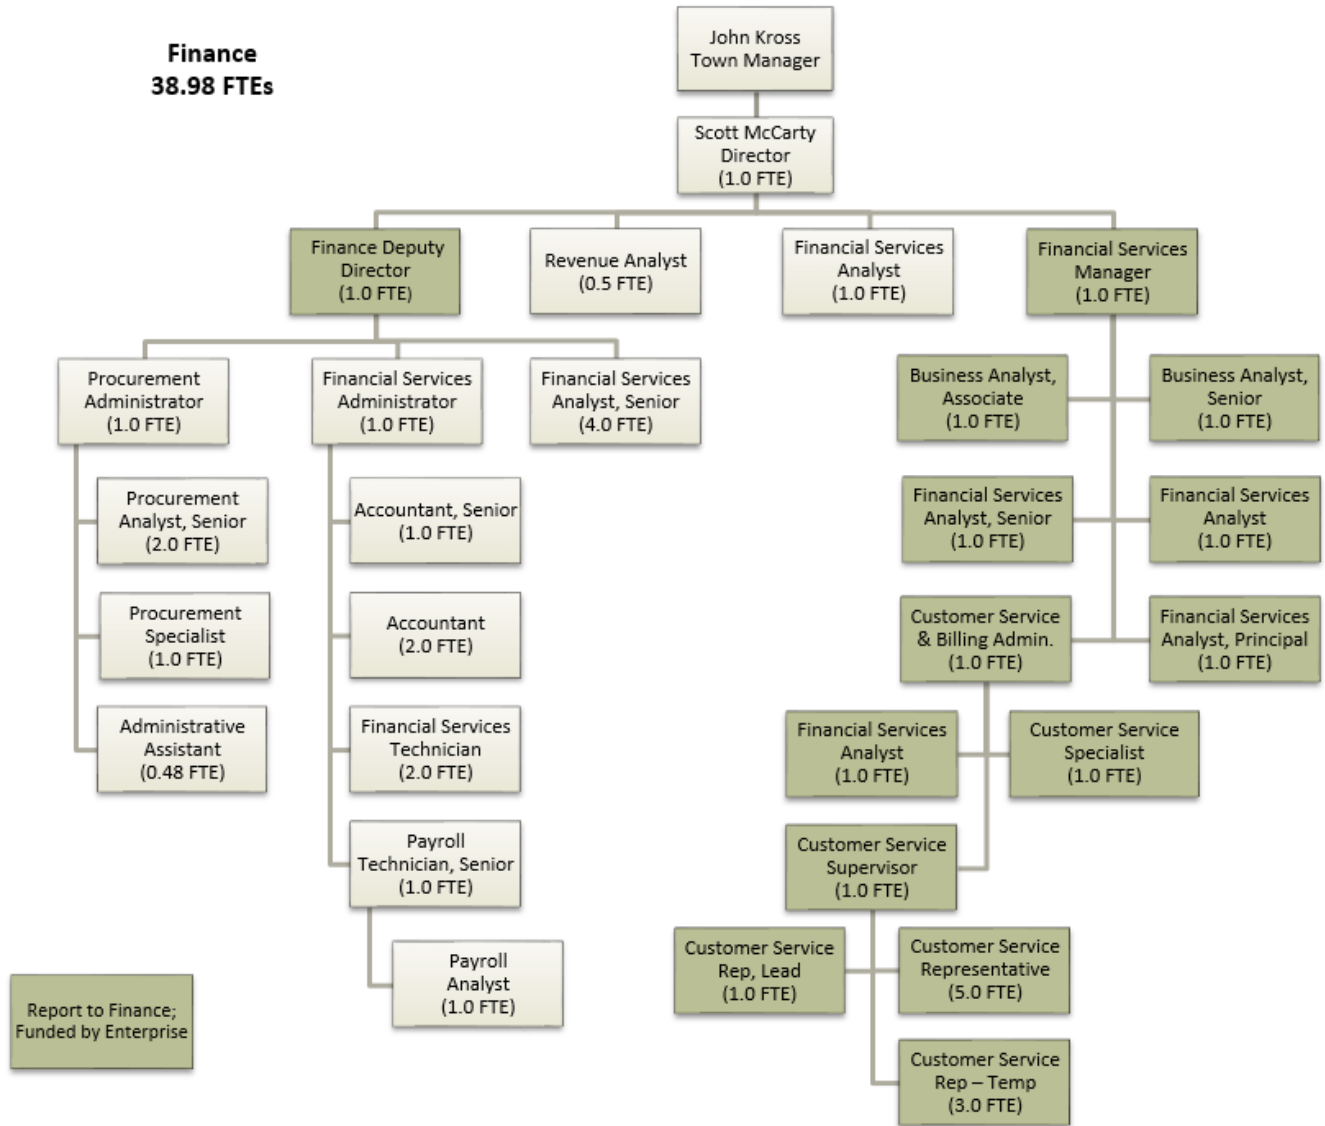 Finance
38.98 FTEs
John Kross
Town Manager
Scott McCarty
Director
(1.0 FTE)
Finance Deputy
Director
(1.0 FTE)
Revenue Analyst
(0.5 FTE)
Financial Services
Analyst
(1.0 FTE)
Financial Services
Manager
(1.0 FTE)
Procurement
Administrator
(1.0 FTE)
Financial Services
Administrator
(1.0 FTE)
Financial Services
Analyst, Senior
(4.0 FTE)
Business Analyst,
Associate
(1.0 FTE)
Business Analyst,
Senior
(1.0 FTE)
Procurement
Analyst, Senior
(2.0 FTE)
Accountant, Senior
(1.0 FTE)
Financial Services
Analyst, Senior
(1.0 FTE)
Financial Services
Analyst
(1.0 FTE)
Procurement
Specialist
(1.0 FTE)
Accountant
(2.0 FTE)
Customer Service
& Billing Admin.
(1.0 FTE)
Financial Services
Analyst, Principal
(1.0 FTE)
Administrative
Assistant
(0.48 FTE)
Financial Services
Technician
(2.0 FTE)
Financial Services
Analyst
(1.0 FTE)
Customer Service
Specialist
(1.0 FTE)
Payroll
Technician, Senior
(1.0 FTE)
Customer Service
Supervisor
(1.0 FTE)
Payroll
Analyst
(1.0 FTE)
Customer Service
Rep, Lead
(1.0 FTE)
Customer Service
Representative
(5.0 FTE)
Report to Finance;
Funded by Enterprise
Customer Service
Rep – Temp
(3.0 FTE)